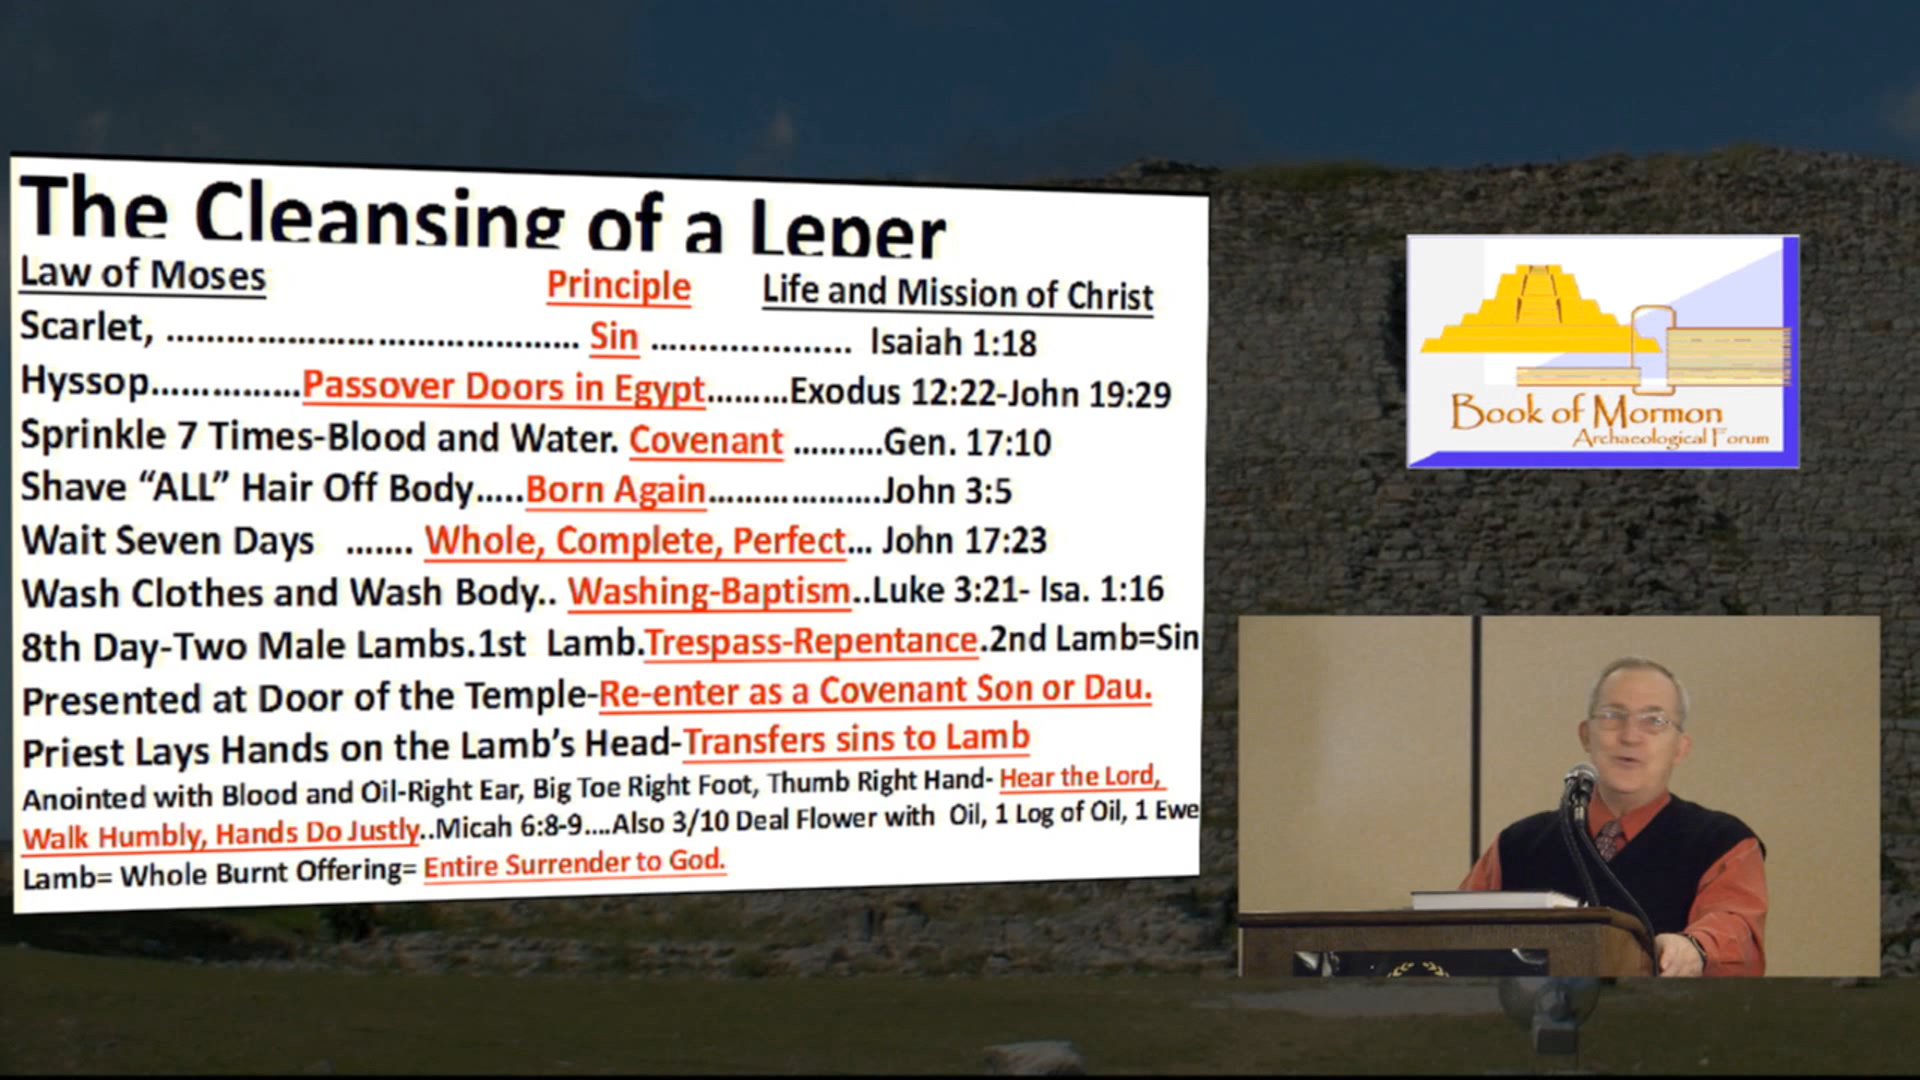 The Cleansing of a Leper
Law of Moses Principle Life and Mission of Christ
Scarlet, ......................................... Sin .................... Isaiah 1:18
Hyssop...............Passover Doors in Egypt.........Exodus 12:22-John 19:29
Sprinkle 7 Times-Blood and Water. Covenant ..........Gen. 17:10
Shave “ALL” Hair Off Body.....Born Again..................John 3:5
Wait Seven Days ....... Whole, Complete, Perfect... John 17:23
Wash Clothes and Wash Body.. Washing-Baptism..Luke 3:21- Isa. 1:16
8th Day-Two Male Lambs.1st Lamb.Trespass-Repentance.2nd Lamb=Sin
Presented at Door of the Temple-Re-enter as a Covenant Son or Dau.
Priest Lays Hands on the Lamb’s Head-Transfers sins to Lamb
Anointed with Blood and Oil-Right Ear, Big Toe Right Foot, Thumb Right Hand- Hear the Lord,
Walk Humbly, Hands Do Justly..Micah 6:8-9....Also 3/10 Deal Flower with Oil, 1 Log of Oil, 1 Ewe
Lamb= Whole Burnt Offering= Entire Surrender to God.
Book of Mormon
Archaeological Forum